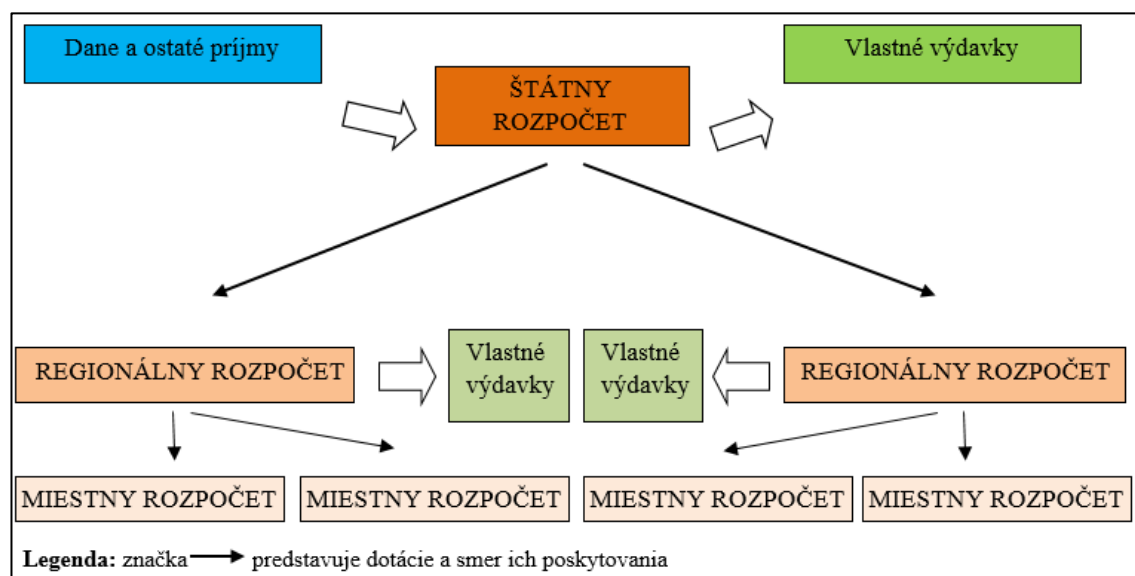 Dane a ostaté príjmy
Vlastné výdavky
ŠTÁTNY
ROZPOČET
REGIONÁLNY ROZPOČET
Vlastné
výdavky
Vlastné
výdavky
REGIONÁLNY ROZPOČET
MIESTNY ROZPOČET
MIESTNY ROZPOČET
MIESTNY ROZPOČET
MIESTNY ROZPOČET
Legenda: značka predstavuje dotácie a smer ich poskytovania